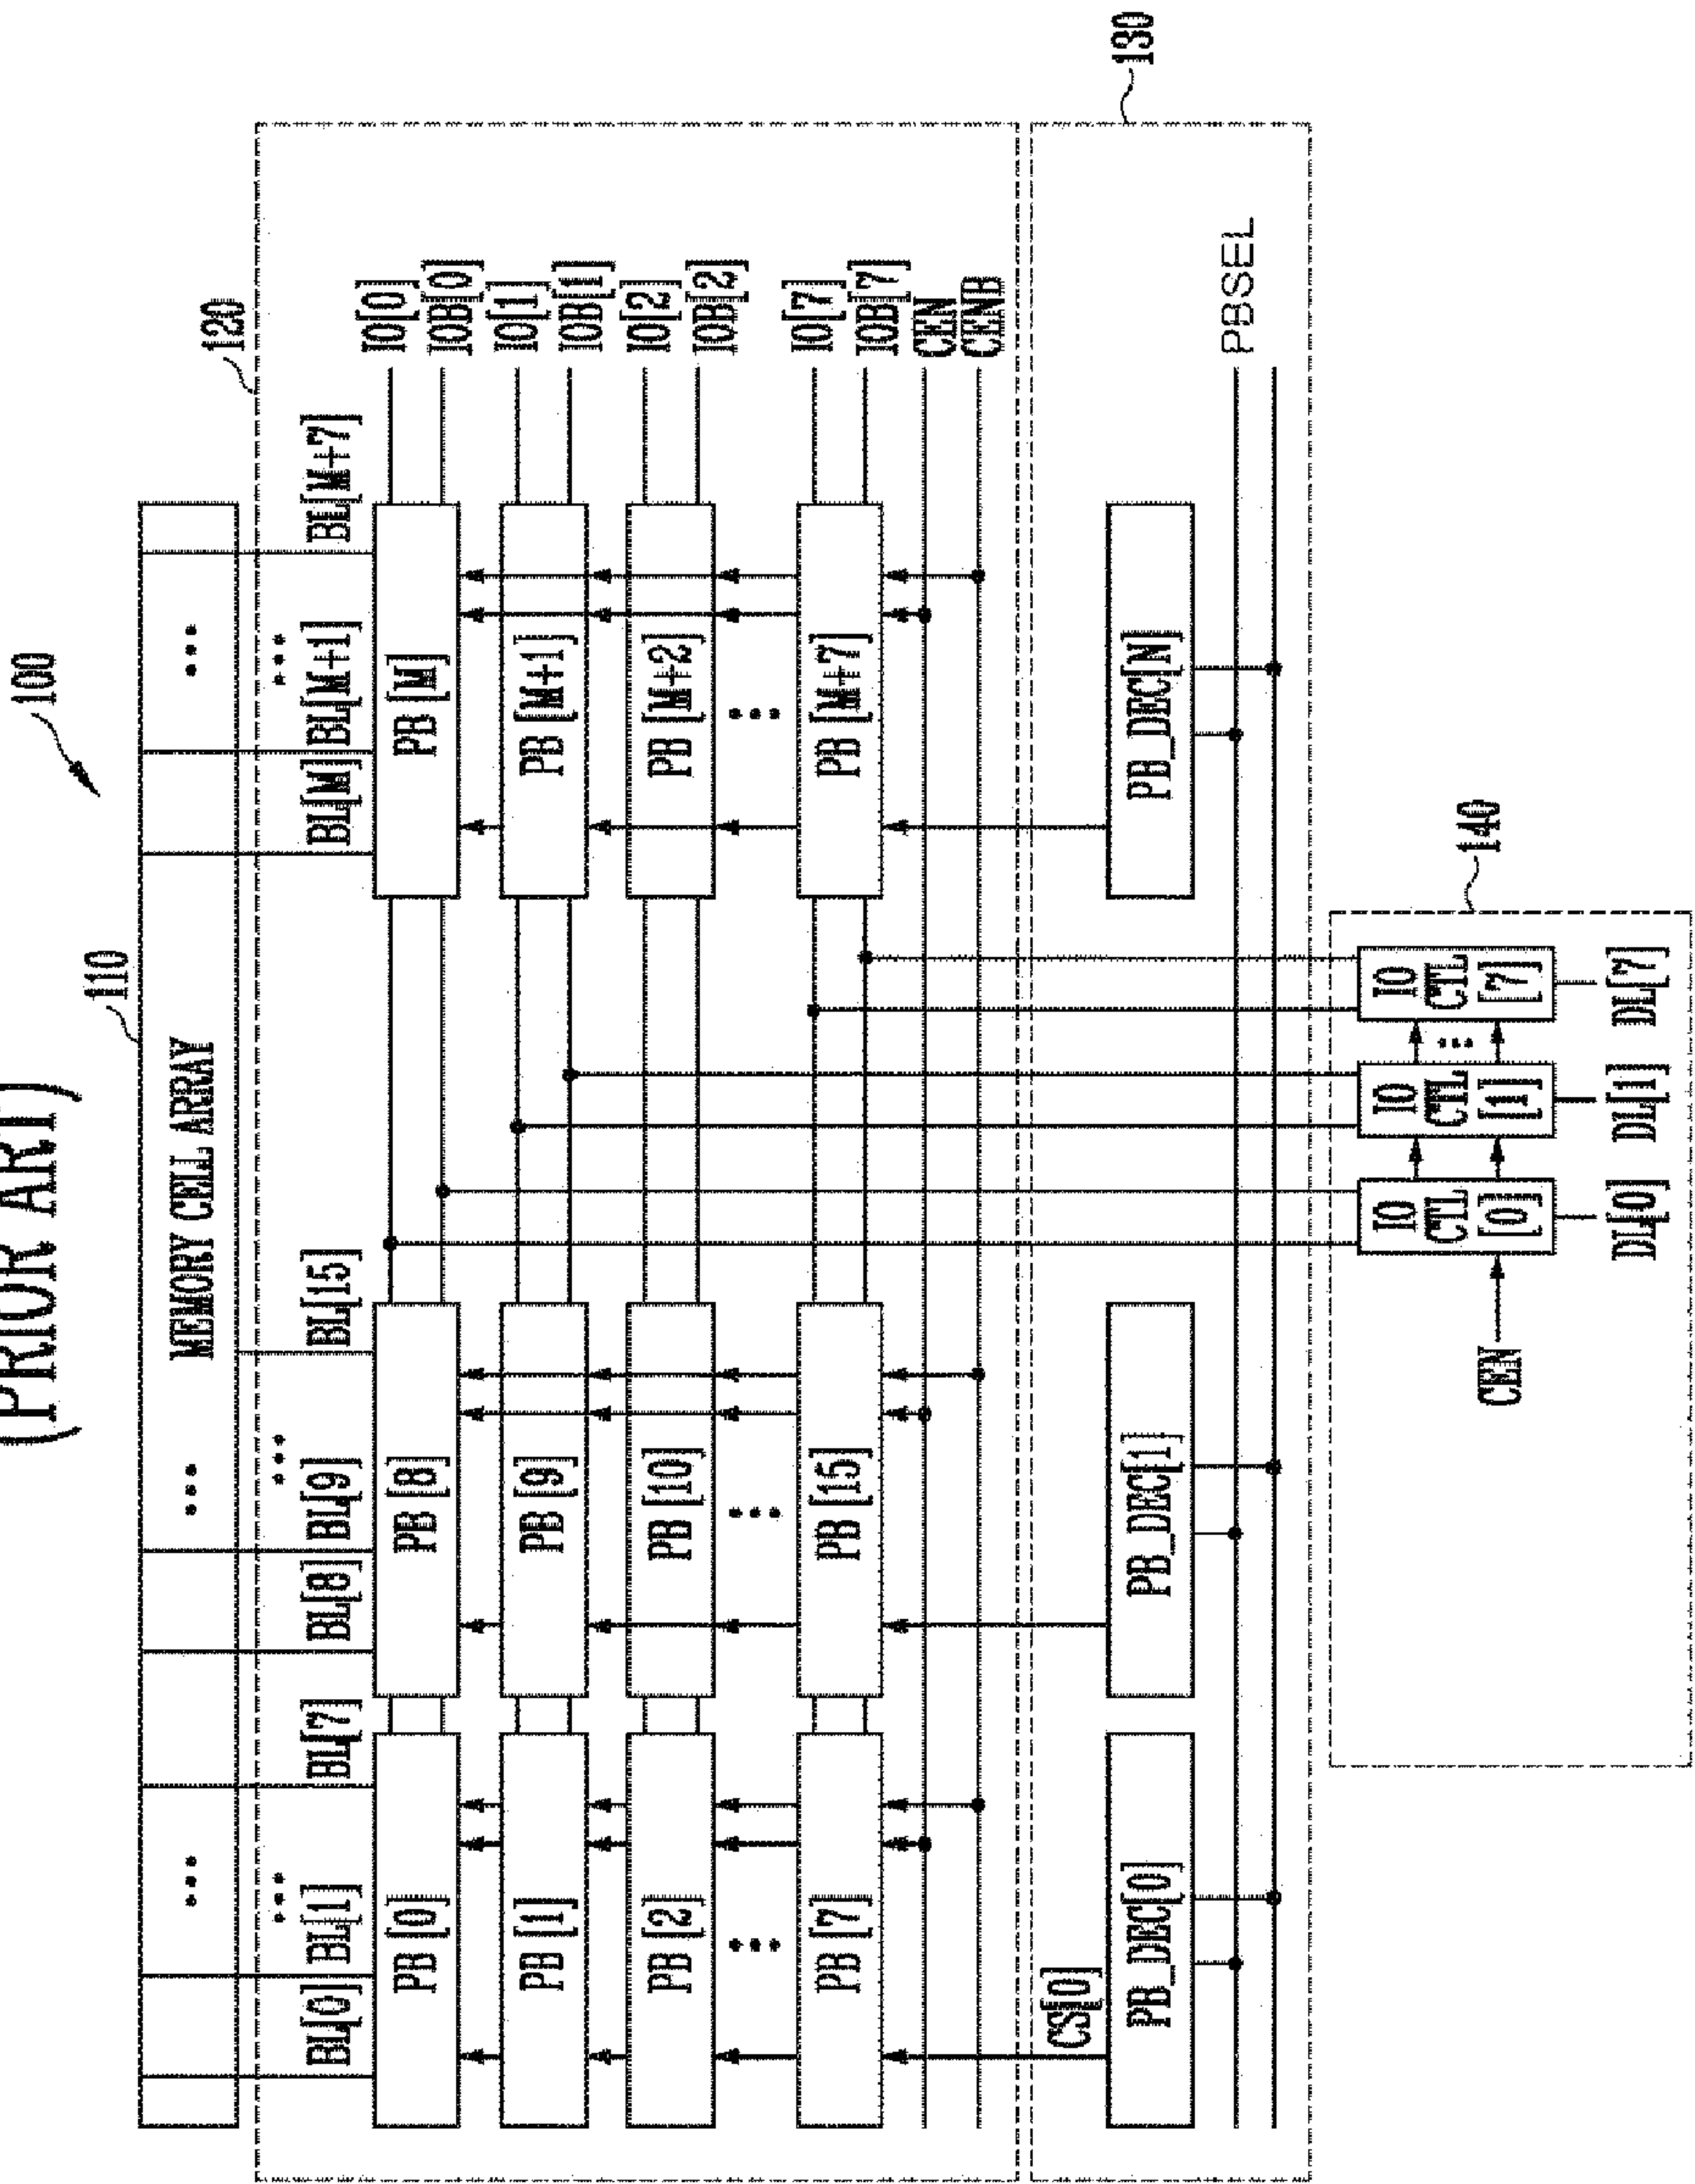 (PRIOR ART)
100
110
MEMORY CELL ARRAY
... ... ...
120
... ... ...
BL[0] BL[1] BL[7] BL[8] BL[9] BL[15] BL[M] BL[M+1] BL[M+7]
PB [0] PB [8] PB [M] IO[0]
IOB[0]
PB [1] PB [9] PB [M+1] IO[1]
IOB[1]
PB [2] PB [10] PB [M+2] IO[2]
IOB[2]
... ... ...
PB [7] PB [15] PB [M+7] IO[7]
IOB[7]
CEN
CENB
130
CS[0]
PB_DEC[0] PB_DEC[1] PB_DEC[N]
PBSEL
140
IO CTL [0] IO CTL [1] ... IO CTL [7]
CEN
DL[0] DL[1] DL[7]